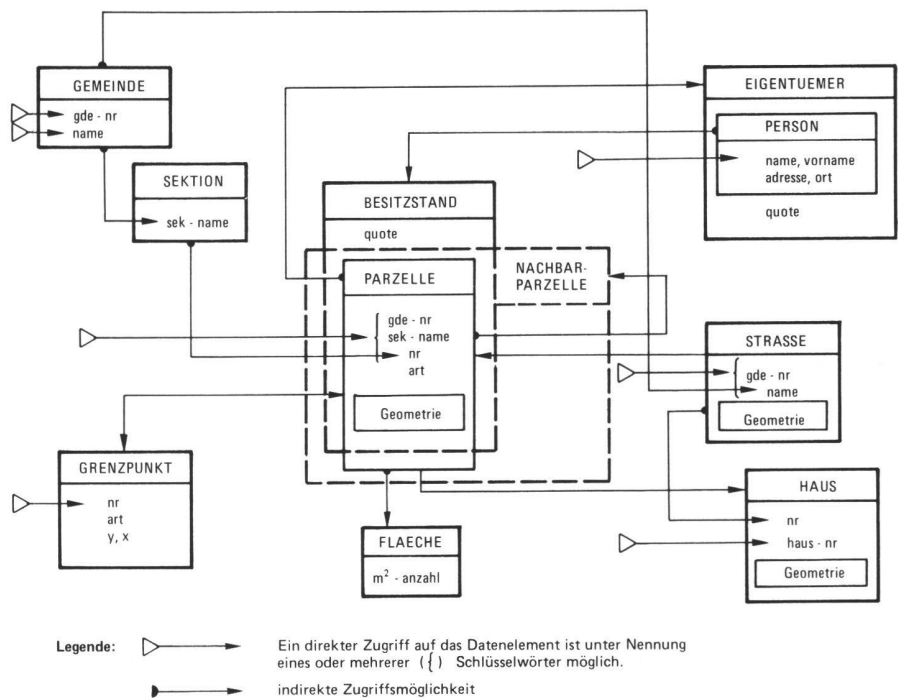 GEMEINDE
gde - nr
name
SEKTION
sek - name
EIGENTUEMER
PERSON
name, vorname
adresse, ort
quote
BESITZSTAND
quote
NACHBAR-
PARZELLE
PARZELLE
gde - nr
sek - name
nr
art
Geometrie
STRASSE
gde - nr
name
Geometrie
GRENZPUNKT
nr
art
y, x
FLAECHE
m² - anzahl
HAUS
nr
haus - nr
Geometrie
Legende: Ein direkter Zugriff auf das Datenelement ist unter Nennung
eines oder mehrerer ( { ) Schlüsselwörter möglich.
indirekte Zugriffsmöglichkeit